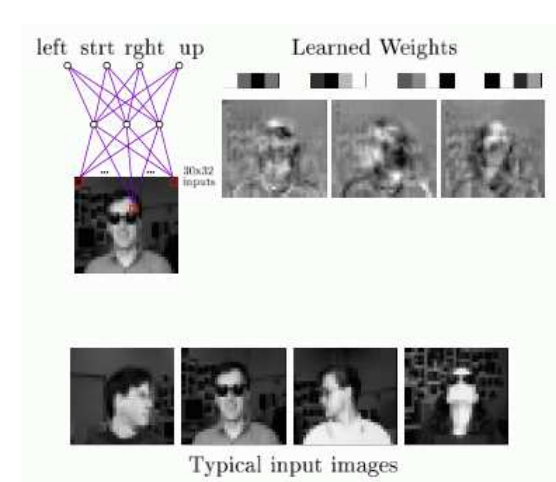 left strt rght up
Learned Weights
... ...
30x32
inputs
Typical input images